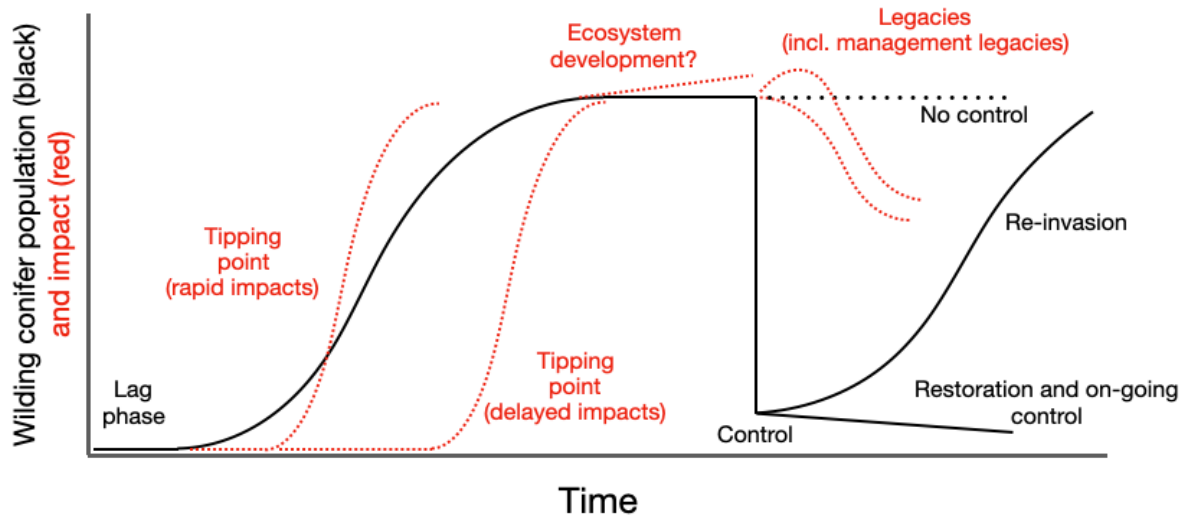 Wilding conifer population (black)
and impact (red)
Lag
phase
Tipping
point
(rapid impacts)
Ecosystem
development?
Tipping
point
(delayed impacts)
Legacies
(incl. management legacies)
No control
Re-invasion
Restoration and on-going
control
Control
Time